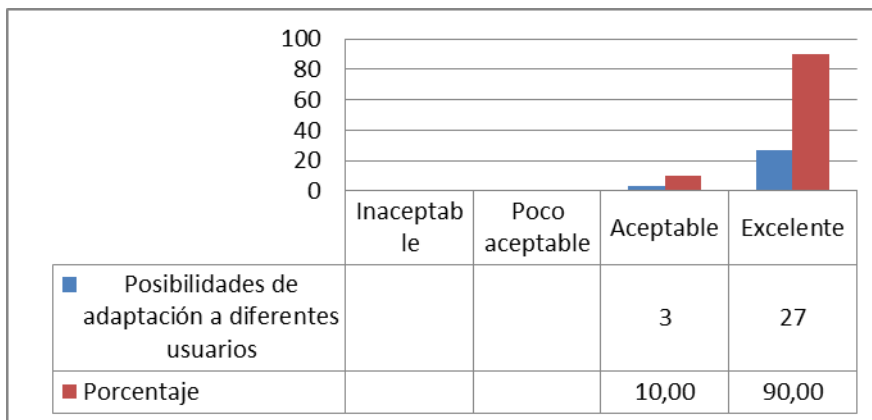 100
80
60
40
20
0
Inaceptab
le
Poco
aceptable
Aceptable
Excelente
Posibilidades de
adaptación a diferentes
usuarios
3
27
Porcentaje
10,00
90,00